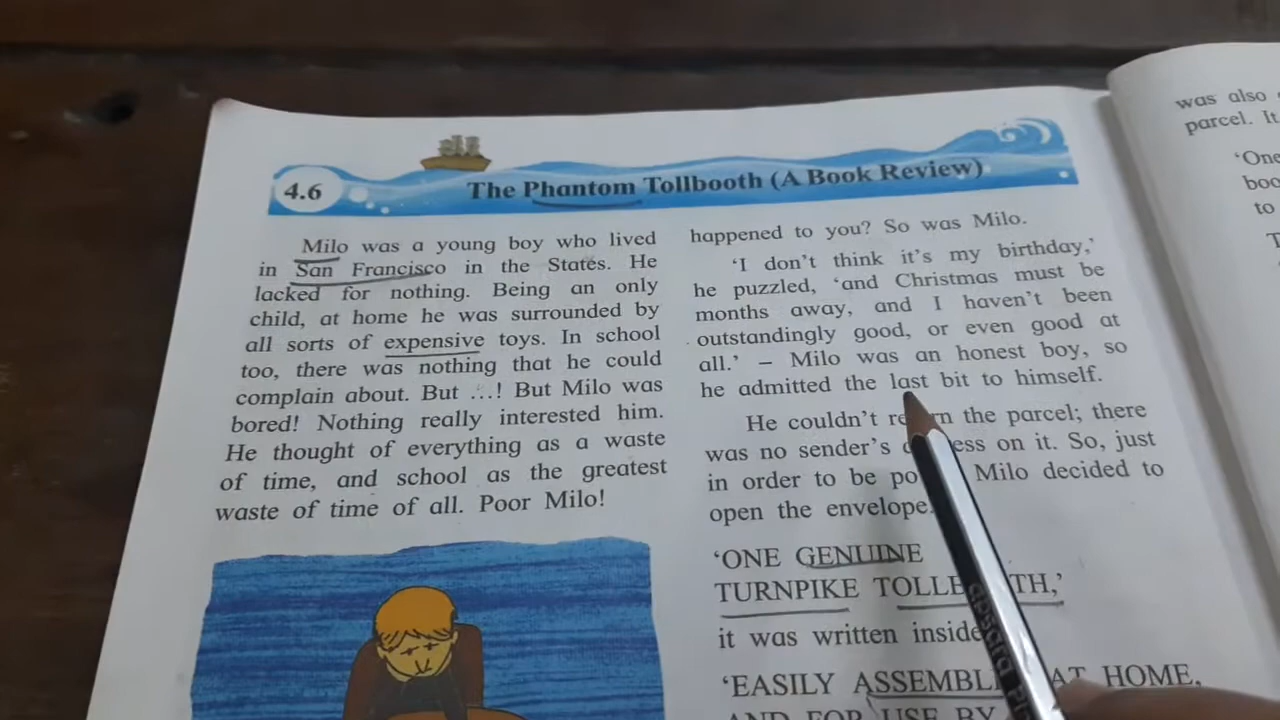 4.6
The Phantom Tollbooth (A Book Review)
Milo was a young boy who lived
in San Francisco in the States. He
lacked for nothing. Being an only
child, at home he was surrounded by
all sorts of expensive toys. In school
too, there was nothing that he could
complain about. But ...! But Milo was
bored! Nothing really interested him.
He thought of everything as a waste
of time, and school as the greatest
waste of time of all. Poor Milo!
happened to you? So was Milo.
‘I don't think it's my birthday,’
he puzzled, ‘and Christmas must be
months away, and I haven't been
outstandingly good, or even good at
all.’ – Milo was an honest boy, so
he admitted the last bit to himself.
He couldn't the parcel; there
was no sender's on it. So, just
in order to be Milo decided to
open the envelope.
‘ONE GENUINE
TURNPIKE
it was written inside
‘EASILY AT HOME,
AND FOR USE BY
was also
parcel. It
‘One
to
apsara